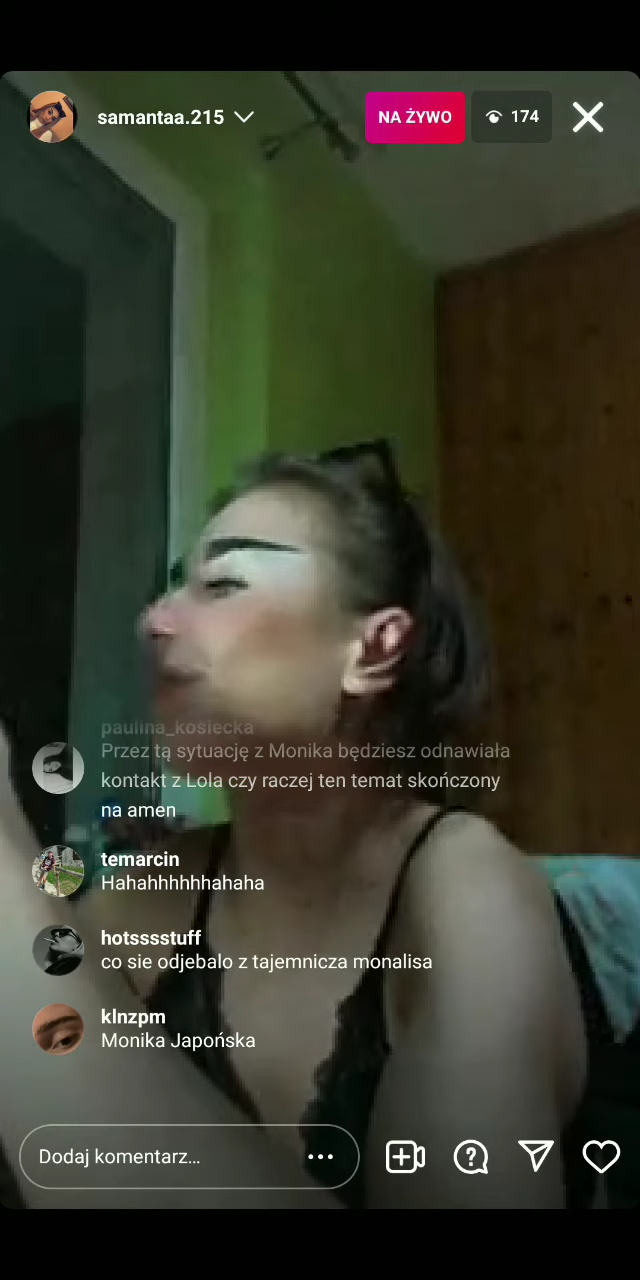 samantaa.215
NA ŻYWO
174
paulina_kosiecka
Przez tą sytuację z Monika będziesz odnawiała
kontakt z Lola czy raczej ten temat skończony
na amen
temarcin
Hahahhhhhhahaha
hotsssstuff
co sie odjebalo z tajemnicza monalisa
klnzpm
Monika Japońska
Dodaj komentarz...